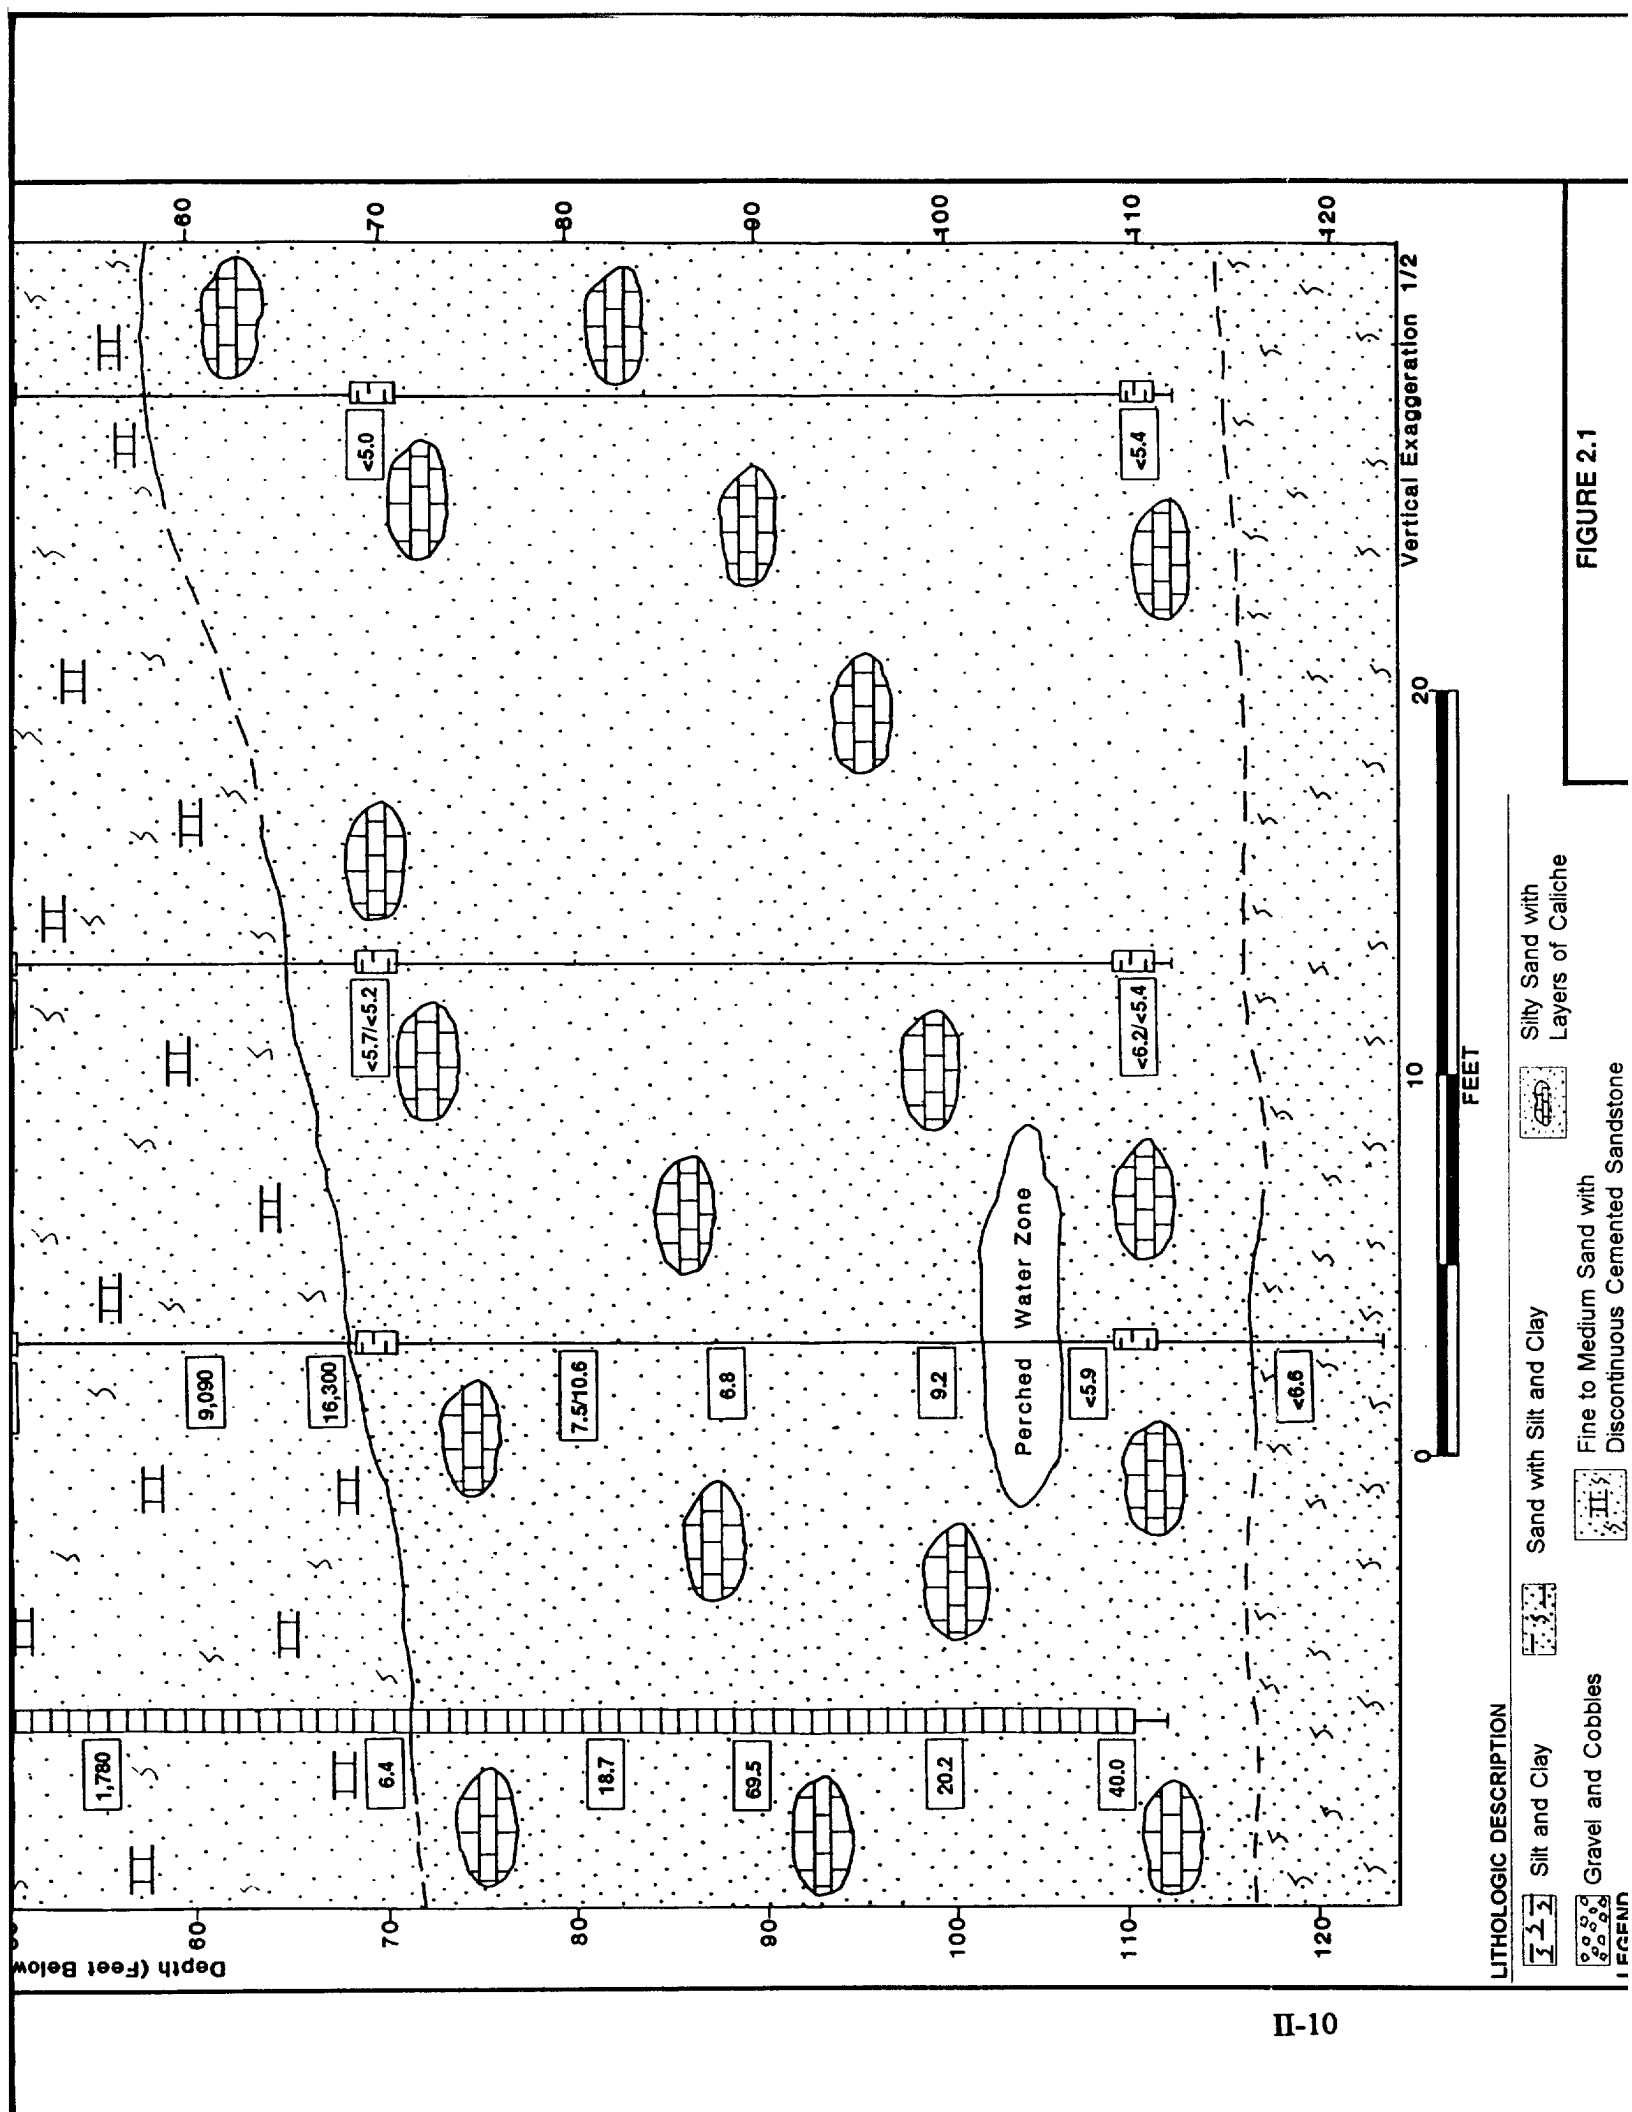 Depth (Feet Below
60
70
80
90
100
110
120
60
70
80
90
100
110
120
1,780
6.4
18.7
69.5
20.2
40.0
9,090
16,300
7.5/10.6
6.8
9.2
<5.9
<6.6
Perched Water Zone
<5.7/<5.2
<6.2/<5.4
<5.0
<5.4
Vertical Exaggeration 1/2
0
10
20
FEET
LITHOLOGIC DESCRIPTION
Silt and Clay
Sand with Silt and Clay
Silty Sand with
Layers of Caliche
Gravel and Cobbles
Fine to Medium Sand with
Discontinuous Cemented Sandstone
LEGEND
FIGURE 2.1
II-10